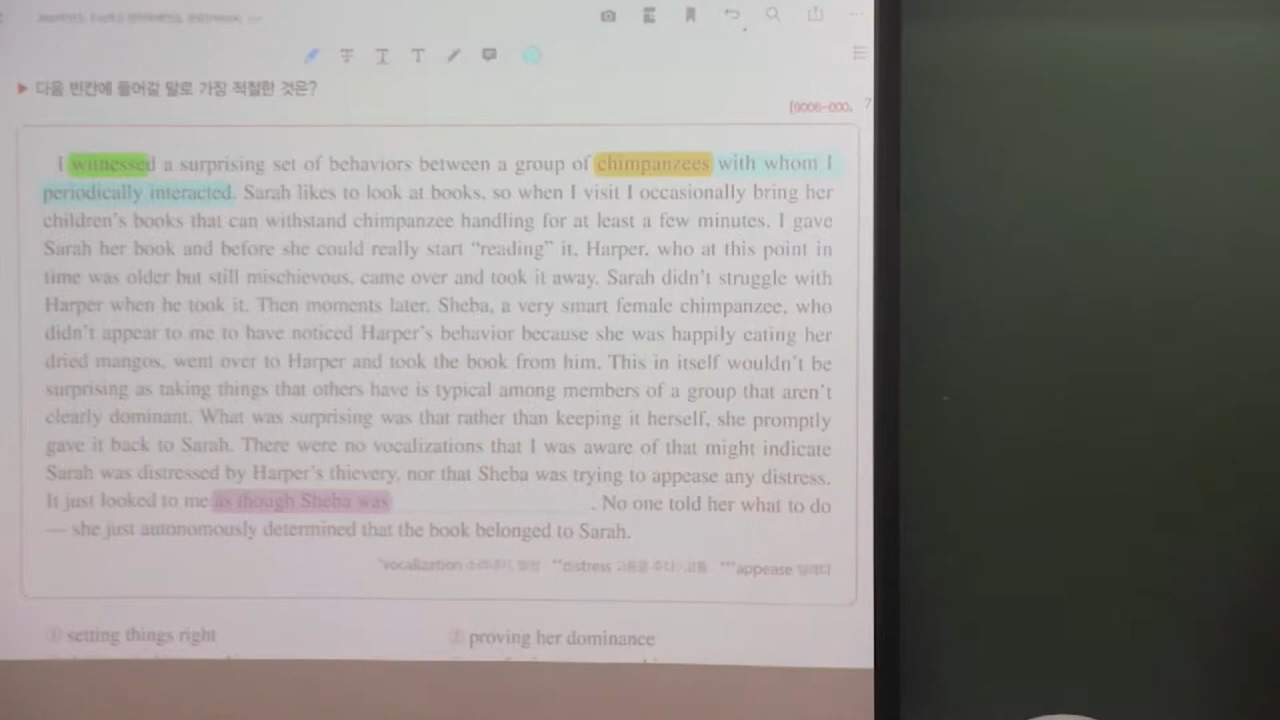 ▶ 다음 빈칸에 들어갈 말로 가장 적절한 것은?
[9006-000
7
I witnessed a surprising set of behaviors between a group of chimpanzees with whom I
periodically interacted. Sarah likes to look at books, so when I visit I occasionally bring her
children's books that can withstand chimpanzee handling for at least a few minutes. I gave
Sarah her book and before she could really start “reading” it, Harper, who at this point in
time was older but still mischievous, came over and took it away. Sarah didn't struggle with
Harper when he took it. Then moments later, Sheba, a very smart female chimpanzee, who
didn't appear to me to have noticed Harper's behavior because she was happily eating her
dried mangos, went over to Harper and took the book from him. This in itself wouldn't be
surprising as taking things that others have is typical among members of a group that aren't
clearly dominant. What was surprising was that rather than keeping it herself, she promptly
gave it back to Sarah. There were no vocalizations that I was aware of that might indicate
Sarah was distressed by Harper's thievery, nor that Sheba was trying to appease any distress.
It just looked to me as though Sheba was . No one told her what to do
— she just autonomously determined that the book belonged to Sarah.
*vocalization **distress ***appease 달래다
① setting things right
② proving her dominance